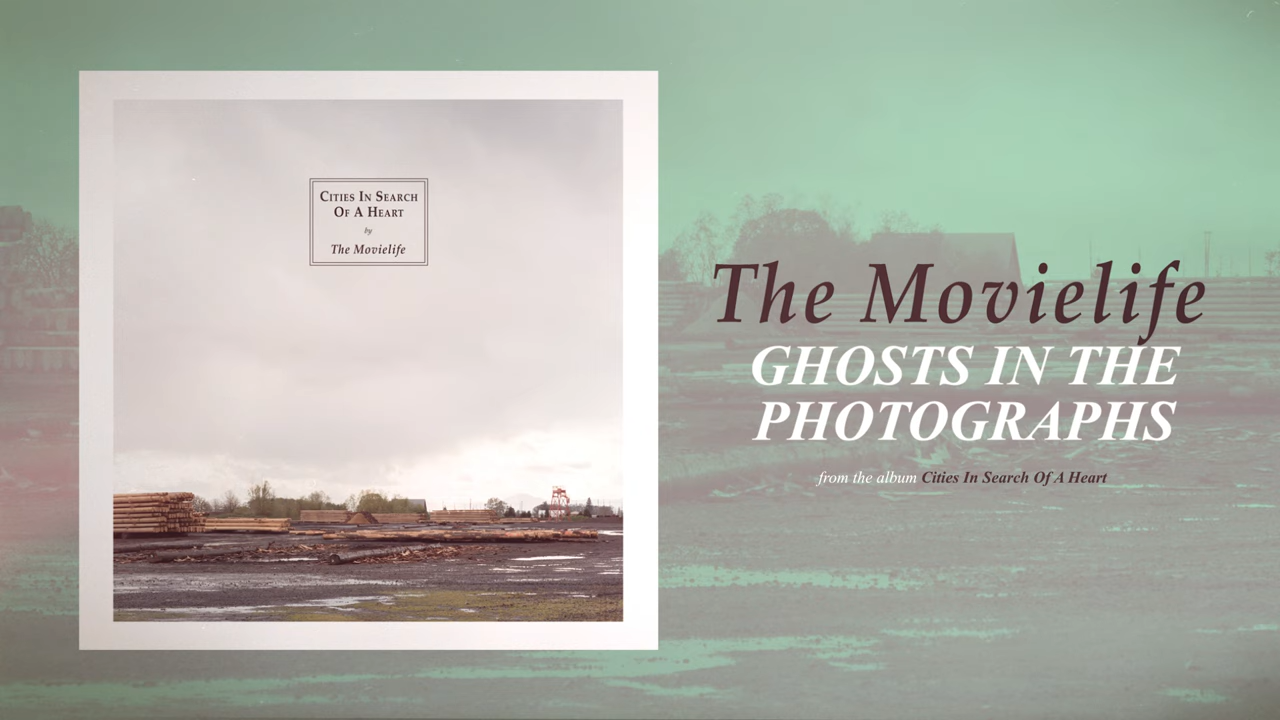 Cities In Search
Of A Heart
by
The Movielife
The Movielife
GHOSTS IN THE
PHOTOGRAPHS
from the album Cities In Search Of A Heart